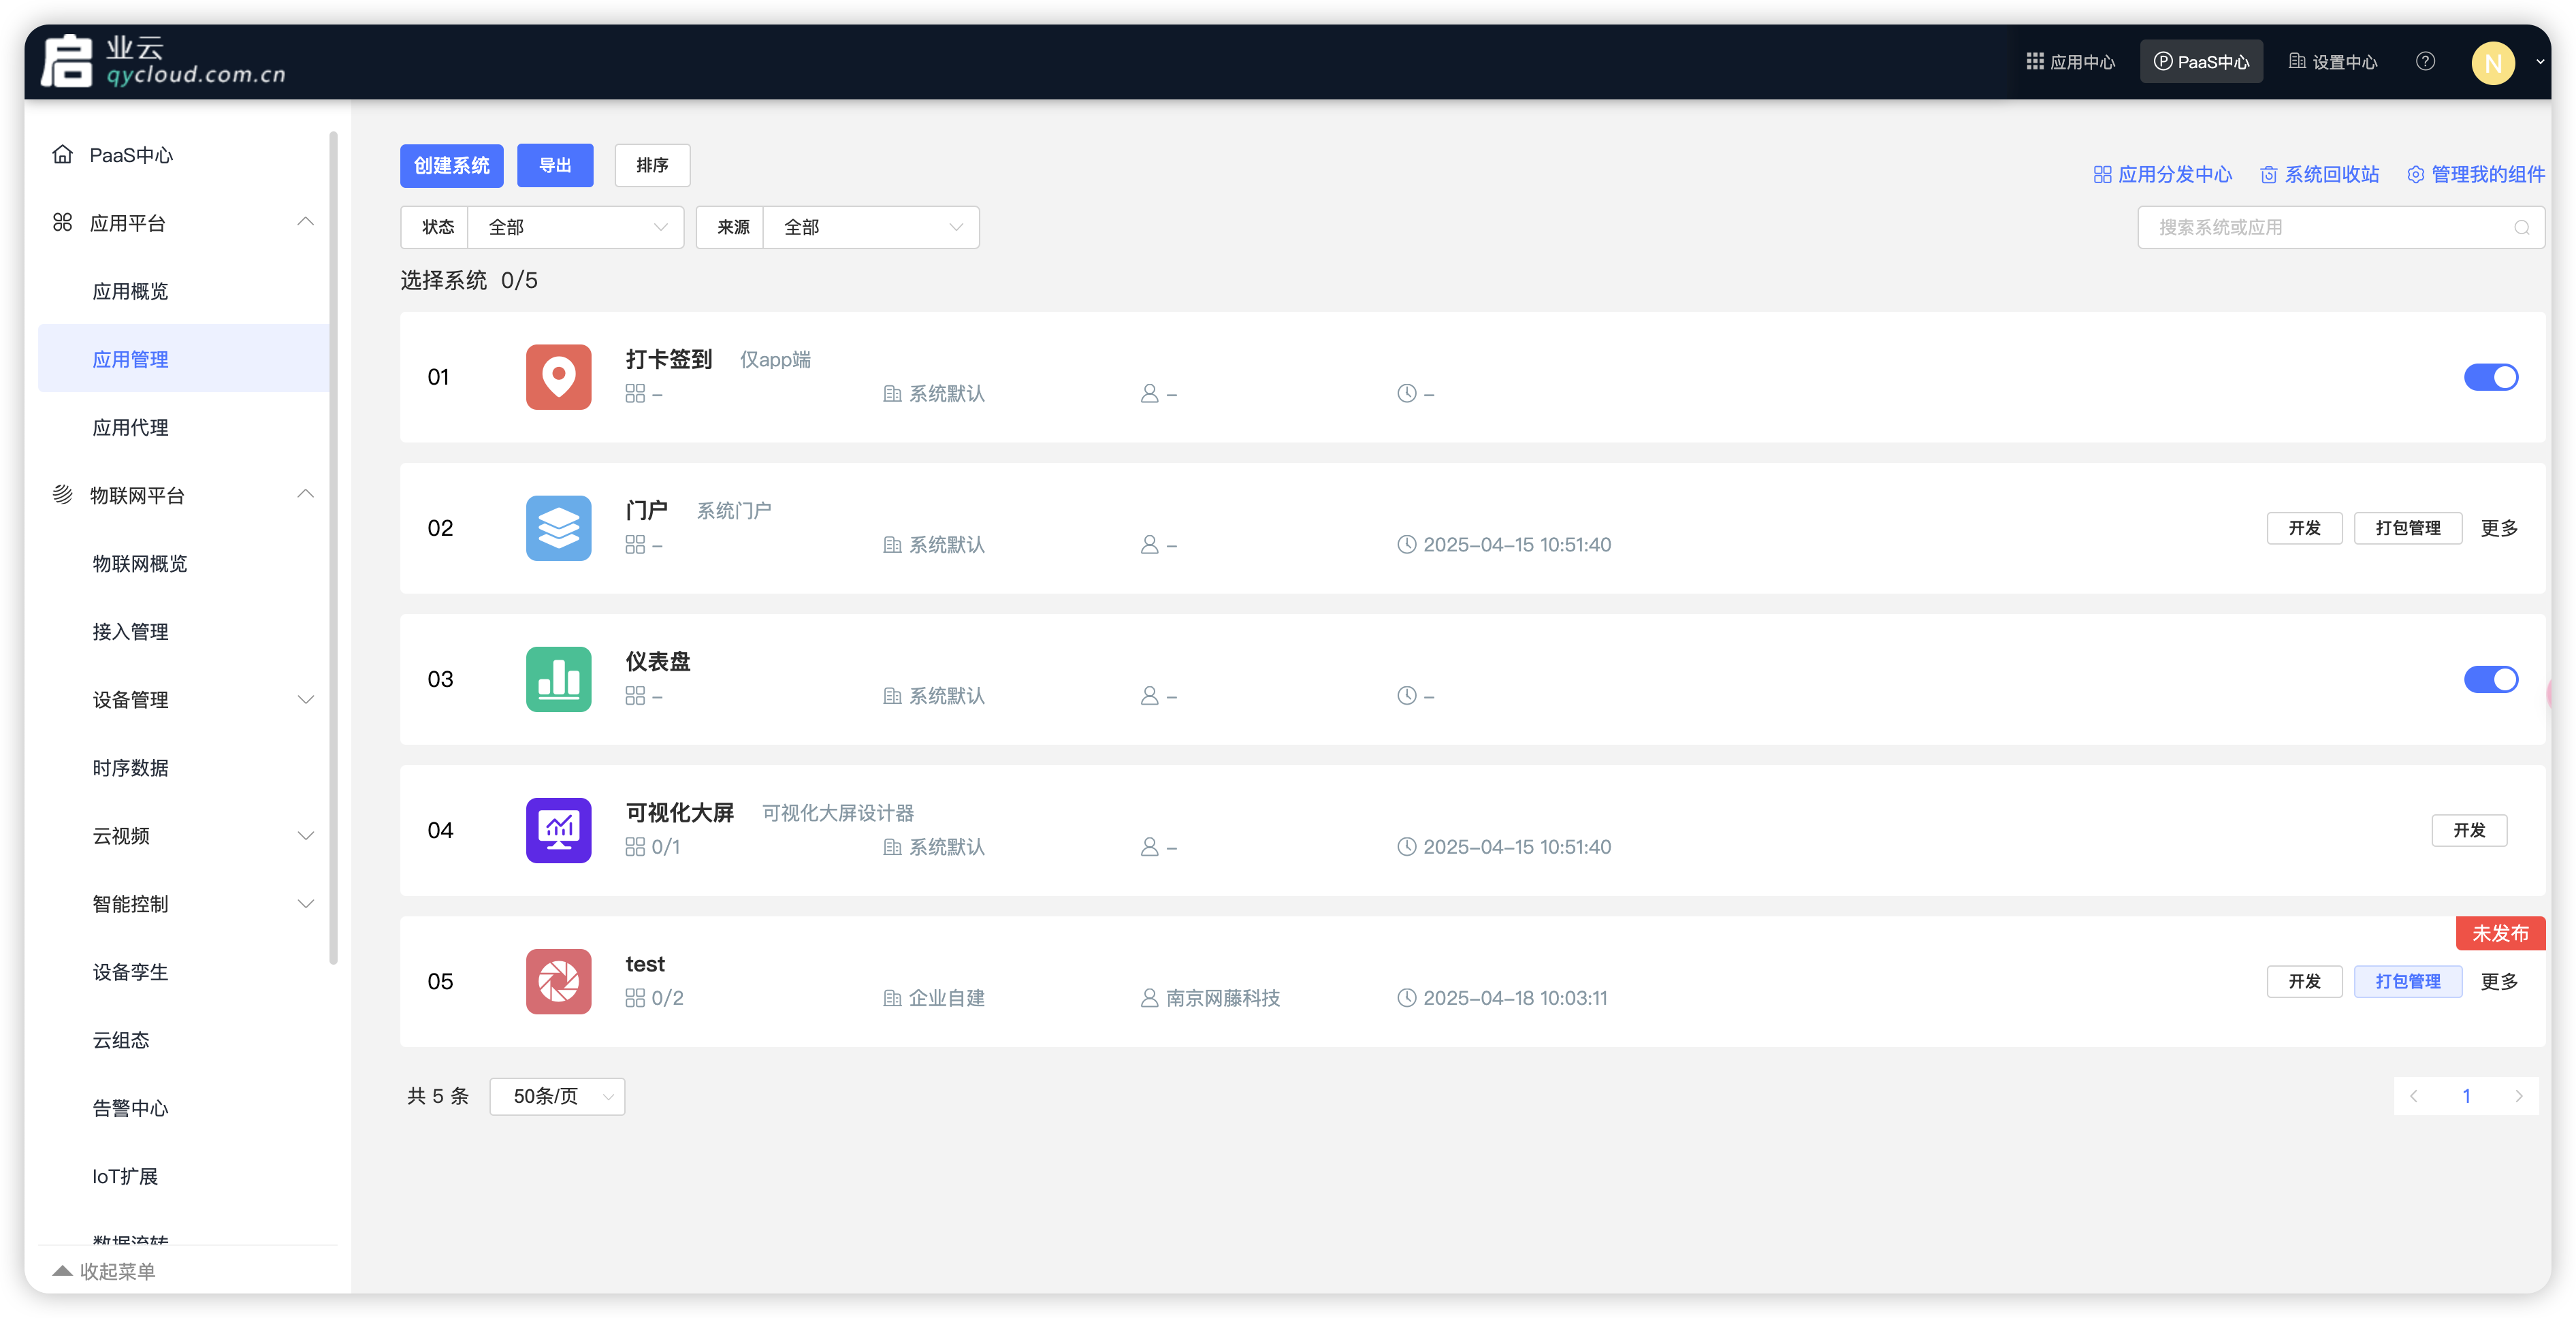 启 业云
qycloud.com.cn
应用中心
PaaS中心
设置中心
N
PaaS中心
应用平台
应用概览
应用管理
应用代理
物联网平台
物联网概览
接入管理
设备管理
时序数据
云视频
智能控制
设备孪生
云组态
告警中心
IoT扩展
数据流转
收起菜单
创建系统 导出 排序
应用分发中心 系统回收站 管理我的组件
状态 全部 来源 全部
搜索系统或应用
选择系统 0/5
01
打卡签到 仅app端
– 系统默认 – –
02
门户 系统门户
– 系统默认 – 2025–04–15 10:51:40
开发 打包管理 更多
03
仪表盘
– 系统默认 – –
04
可视化大屏 可视化大屏设计器
0/1 系统默认 – 2025–04–15 10:51:40
开发
未发布
05
test
0/2 企业自建 南京网藤科技 2025–04–18 10:03:11
开发 打包管理 更多
共 5 条 50条/页
1